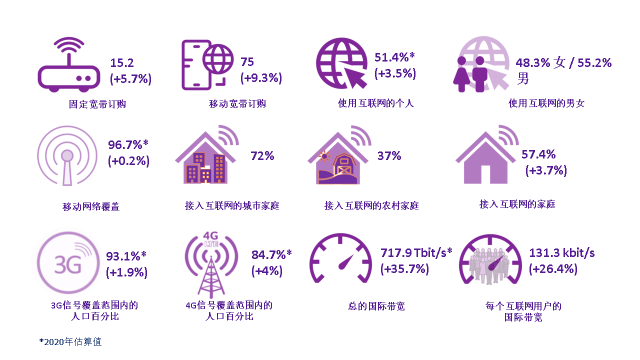 15.2
(+5.7%)
固定宽带订购
75
(+9.3%)
移动宽带订购
51.4%*
(+3.5%)
使用互联网的个人
48.3% 女 / 55.2%
男
使用互联网的男女
96.7%*
(+0.2%)
移动网络覆盖
72%
接入互联网的城市家庭
37%
接入互联网的农村家庭
57.4%
(+3.7%)
接入互联网的家庭
3G
93.1%*
(+1.9%)
3G信号覆盖范围内的
人口百分比
4G
LTE
84.7%*
(+4%)
4G信号覆盖范围内的
人口百分比
717.9 Tbit/s*
(+35.7%)
总的国际带宽
131.3 kbit/s
(+26.4%)
每个互联网用户的
国际带宽
*2020年估算值